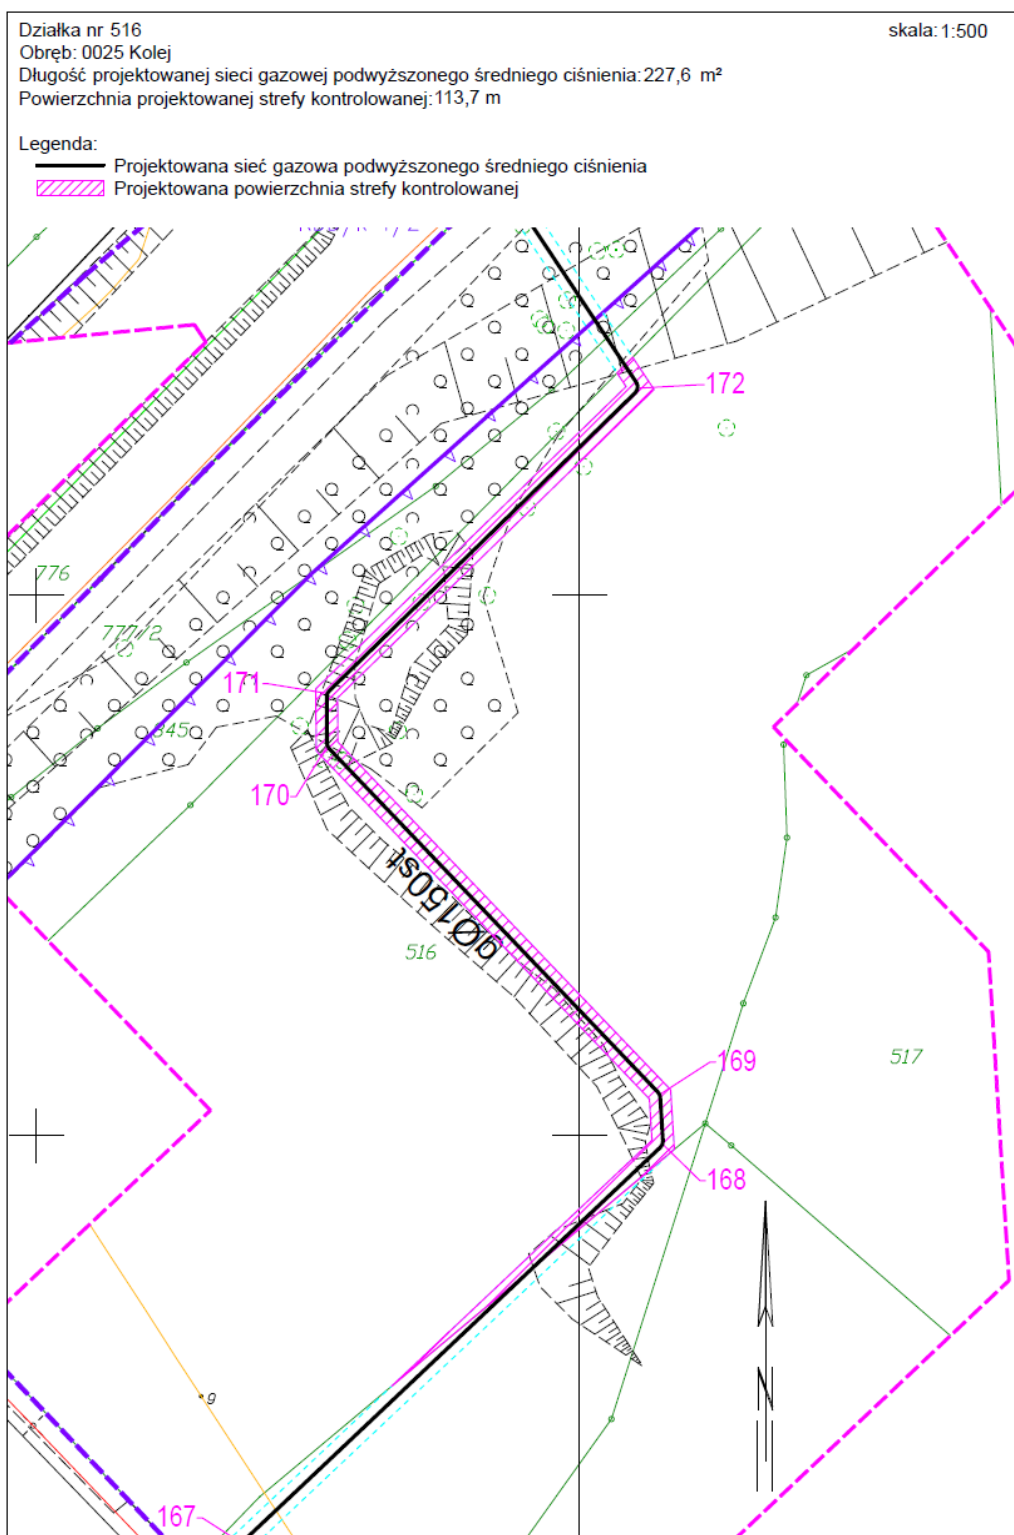 Działka nr 516
skala: 1:500
Obręb: 0025 Kolej
Długość projektowanej sieci gazowej podwyższonego średniego ciśnienia: 227,6 m²
Powierzchnia projektowanej strefy kontrolowanej: 113,7 m
Legenda:
Projektowana sieć gazowa podwyższonego średniego ciśnienia
Projektowana powierzchnia strefy kontrolowanej
172
776
777/2
171
345
170
gØ150st
516
169
517
168
N
g
167